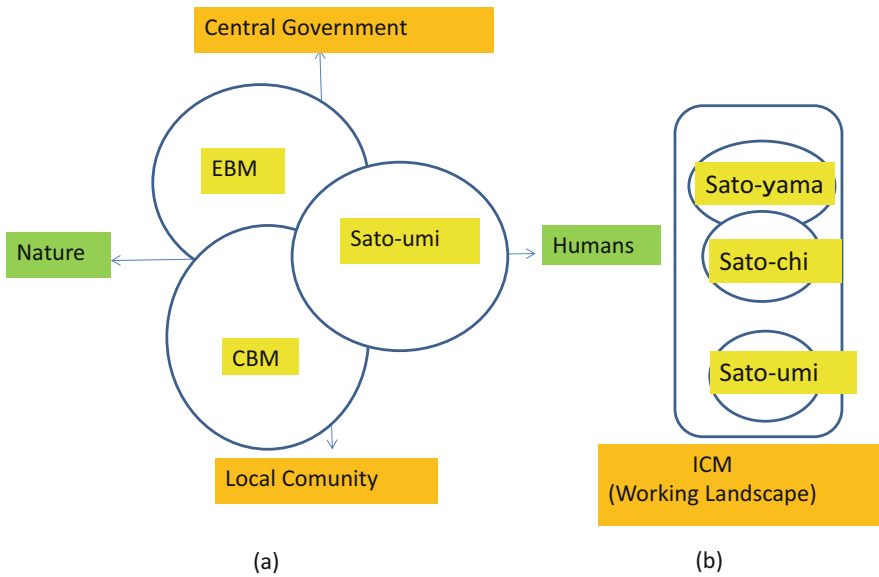 Central Government
EBM
Sato-umi
Nature
Humans
CBM
Local Comunity
(a)
Sato-yama
Sato-chi
Sato-umi
ICM
(Working Landscape)
(b)